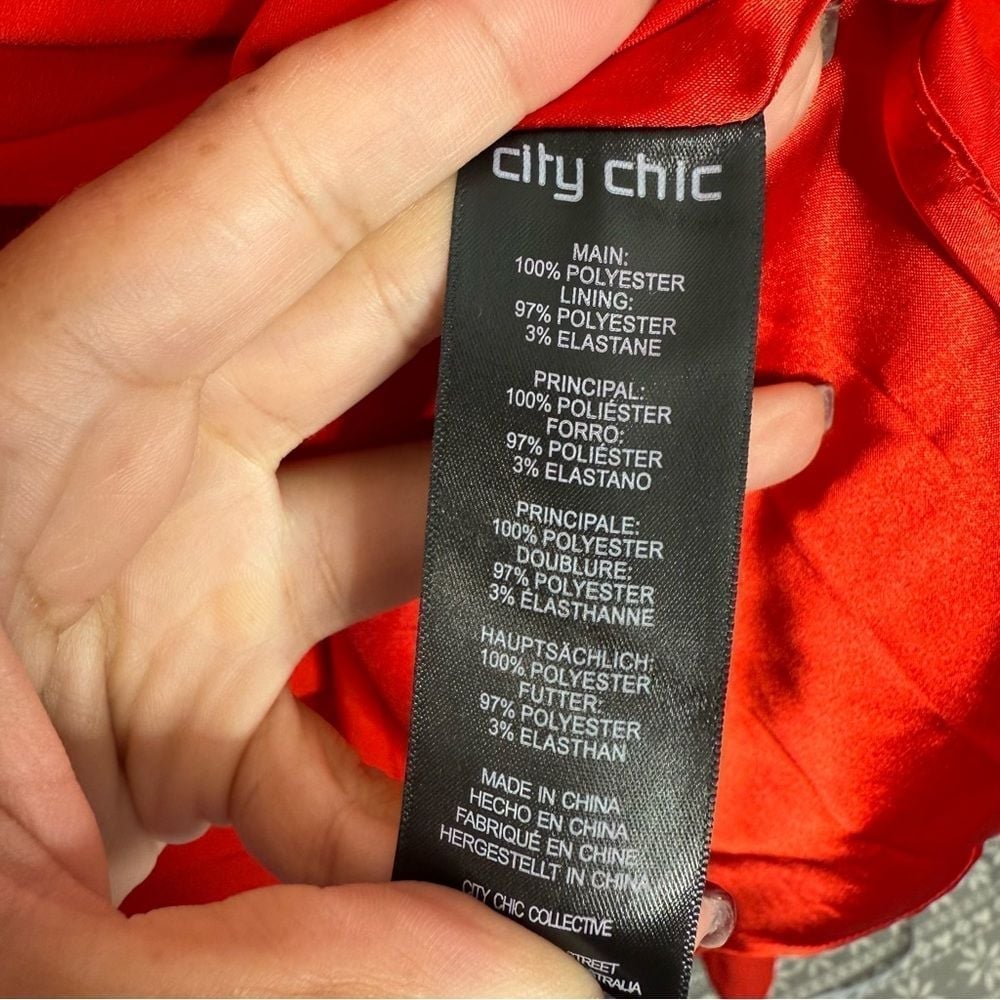 city chic
MAIN:
100% POLYESTER
LINING:
97% POLYESTER
3% ELASTANE
PRINCIPAL:
100% POLIÉSTER
FORRO:
97% POLIÉSTER
3% ELASTANO
PRINCIPALE:
100% POLYESTER
DOUBLURE:
97% POLYESTER
3% ÉLASTHANNE
HAUPTSÄCHLICH:
100% POLYESTER
FUTTER:
97% POLYESTER
3% ELASTHAN
MADE IN CHINA
HECHO EN CHINA
FABRIQUÉ EN CHINE
HERGESTELLT IN CHINA
CITY CHIC COLLECTIVE
STREET